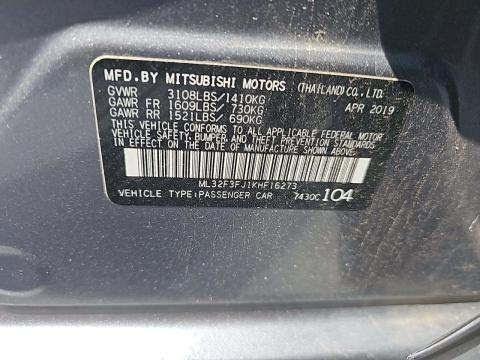 MFD.BY MITSUBISHI MOTORS (THAILAND) CO., LTD.
GVWR 3108LBS/1410KG APR 2019
GAWR FR 1609LBS/ 730KG
GAWR RR 1521LBS/ 690KG
THIS VEHICLE CONFORMS TO ALL APPLICABLE FEDERAL
MOTOR VEHICLE SAFETY, BUMPER AND THEFT PREVENTION STANDARDS
IN EFFECT ON THE DATE OF MANUFACTURE SHOWN ABOVE.
ML32F3FJ1KHF16273
VEHICLE TYPE:PASSENGER CAR 7430C 104